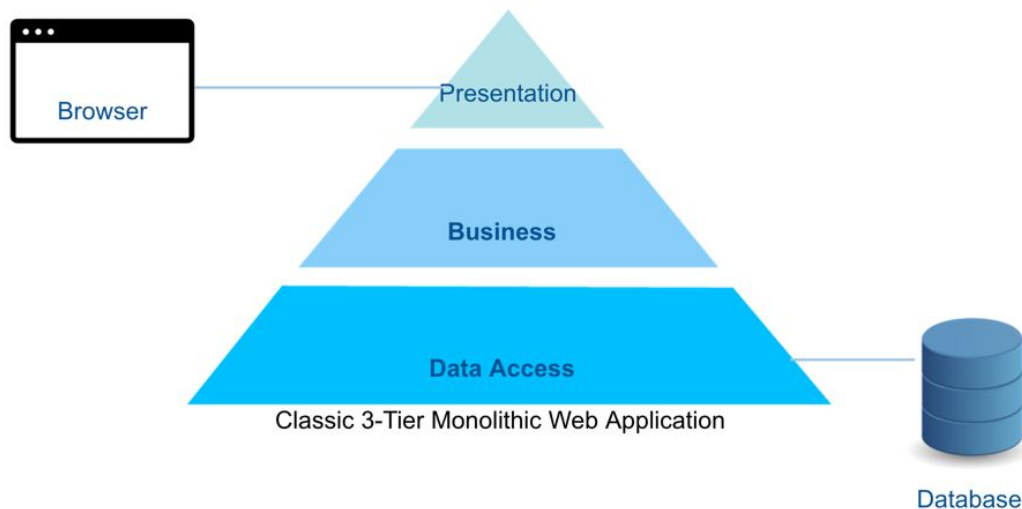 Presentation
Browser
Business
Data Access
Classic 3-Tier Monolithic Web Application
Database